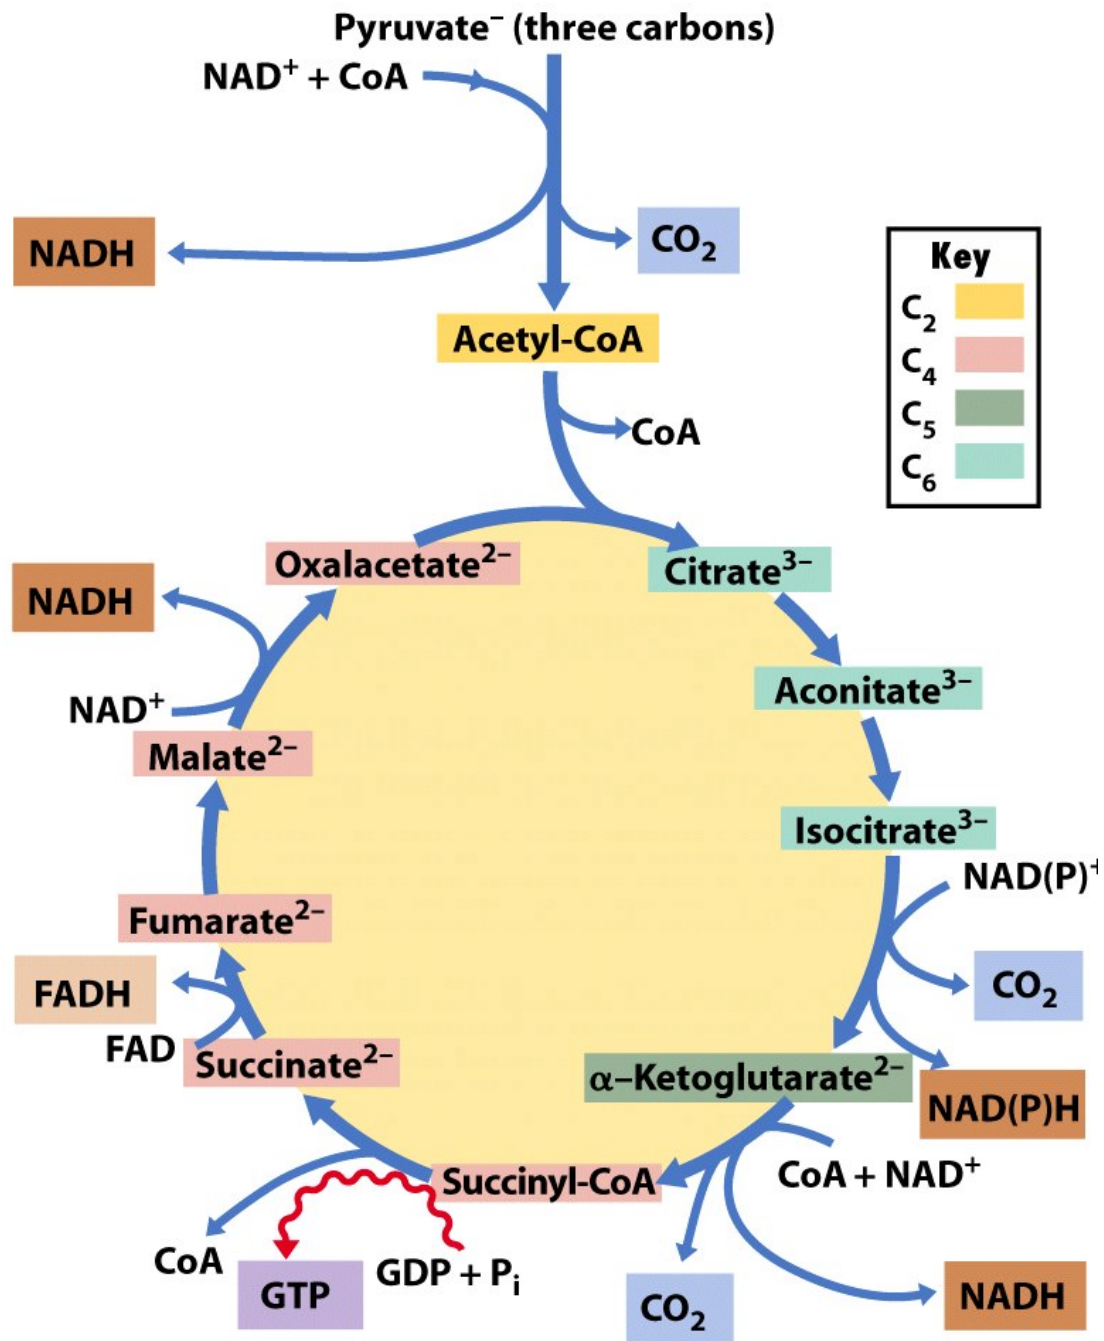 Pyruvate⁻ (three carbons)
NAD⁺ + CoA
NADH
CO₂
Key
C₂
C₄
C₅
C₆
Acetyl-CoA
CoA
Oxalacetate²⁻
Citrate³⁻
NADH
NAD⁺
Aconitate³⁻
Malate²⁻
Isocitrate³⁻
NAD(P)⁺
Fumarate²⁻
FADH
CO₂
FAD
Succinate²⁻
α–Ketoglutarate²⁻
NAD(P)H
CoA + NAD⁺
Succinyl-CoA
CoA
GDP + Pᵢ
GTP
CO₂
NADH